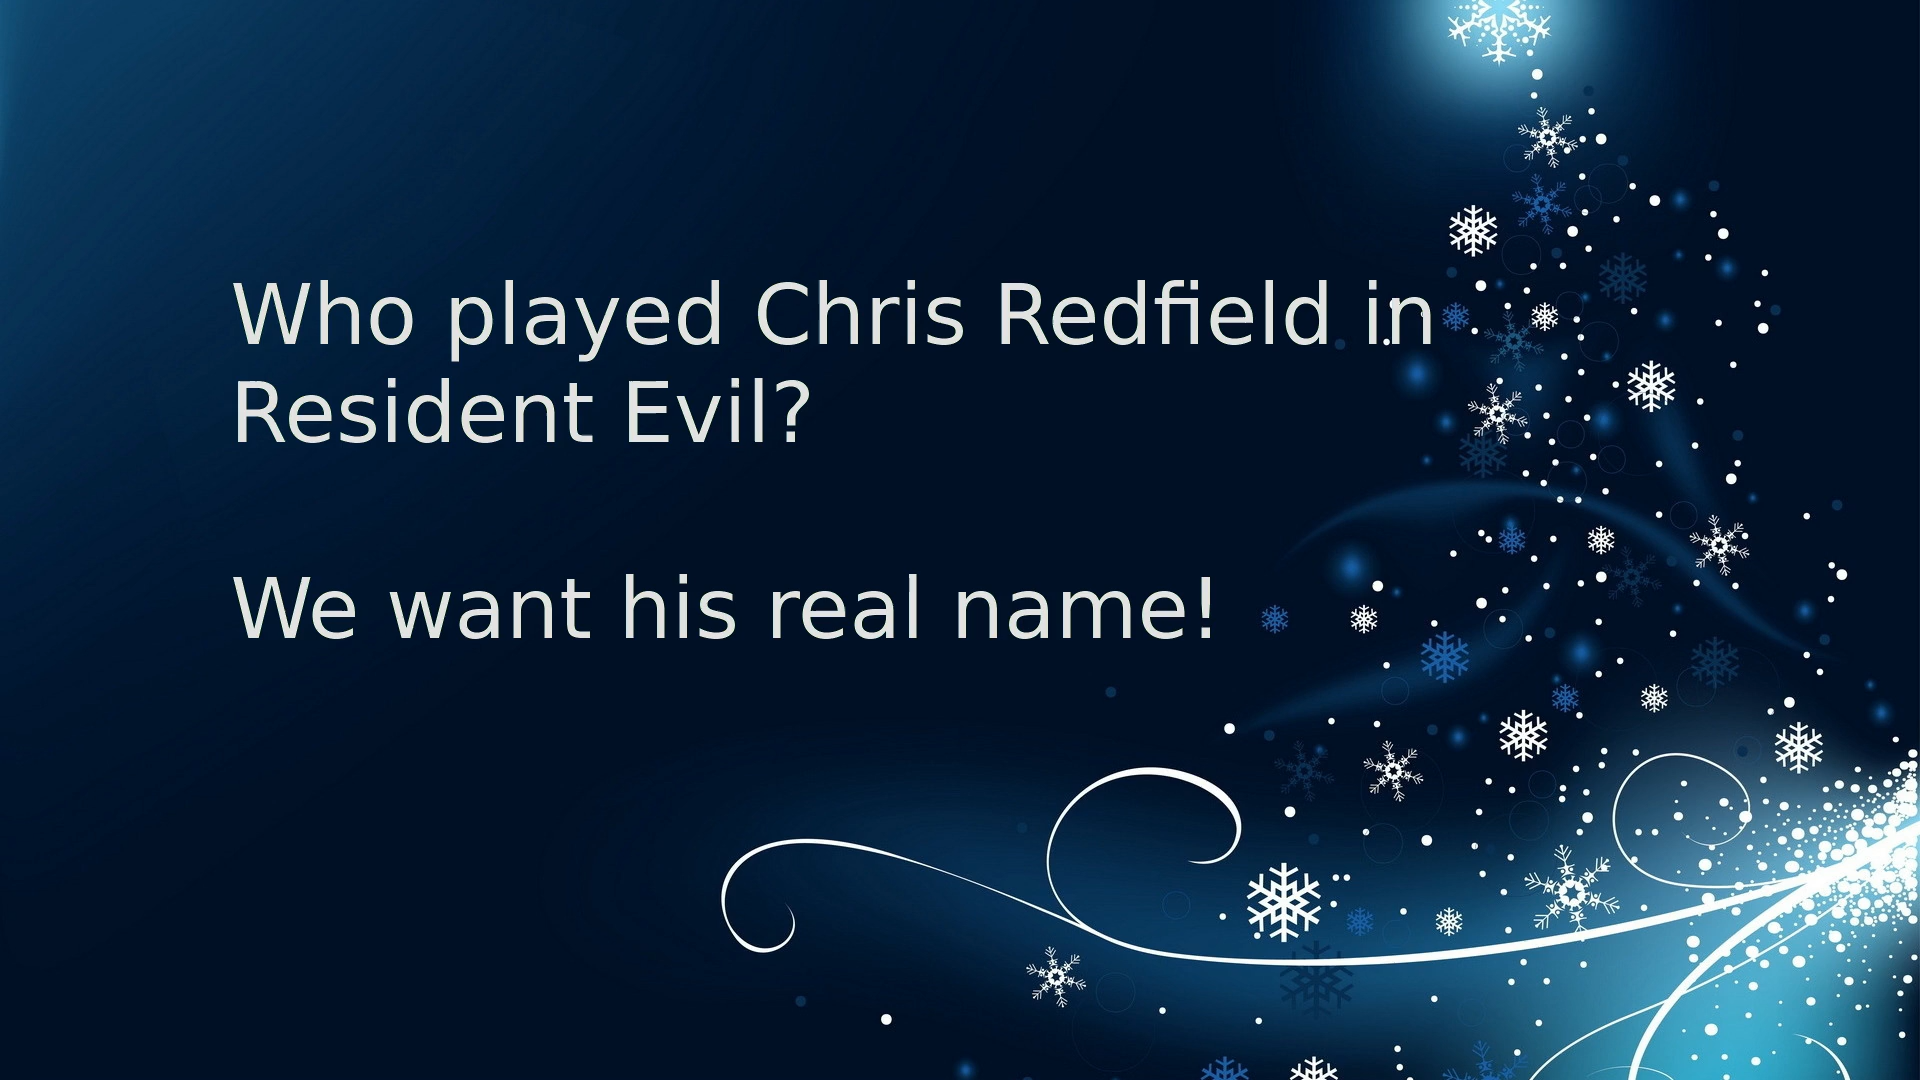 Who played Chris Redfield in
Resident Evil?
We want his real name!